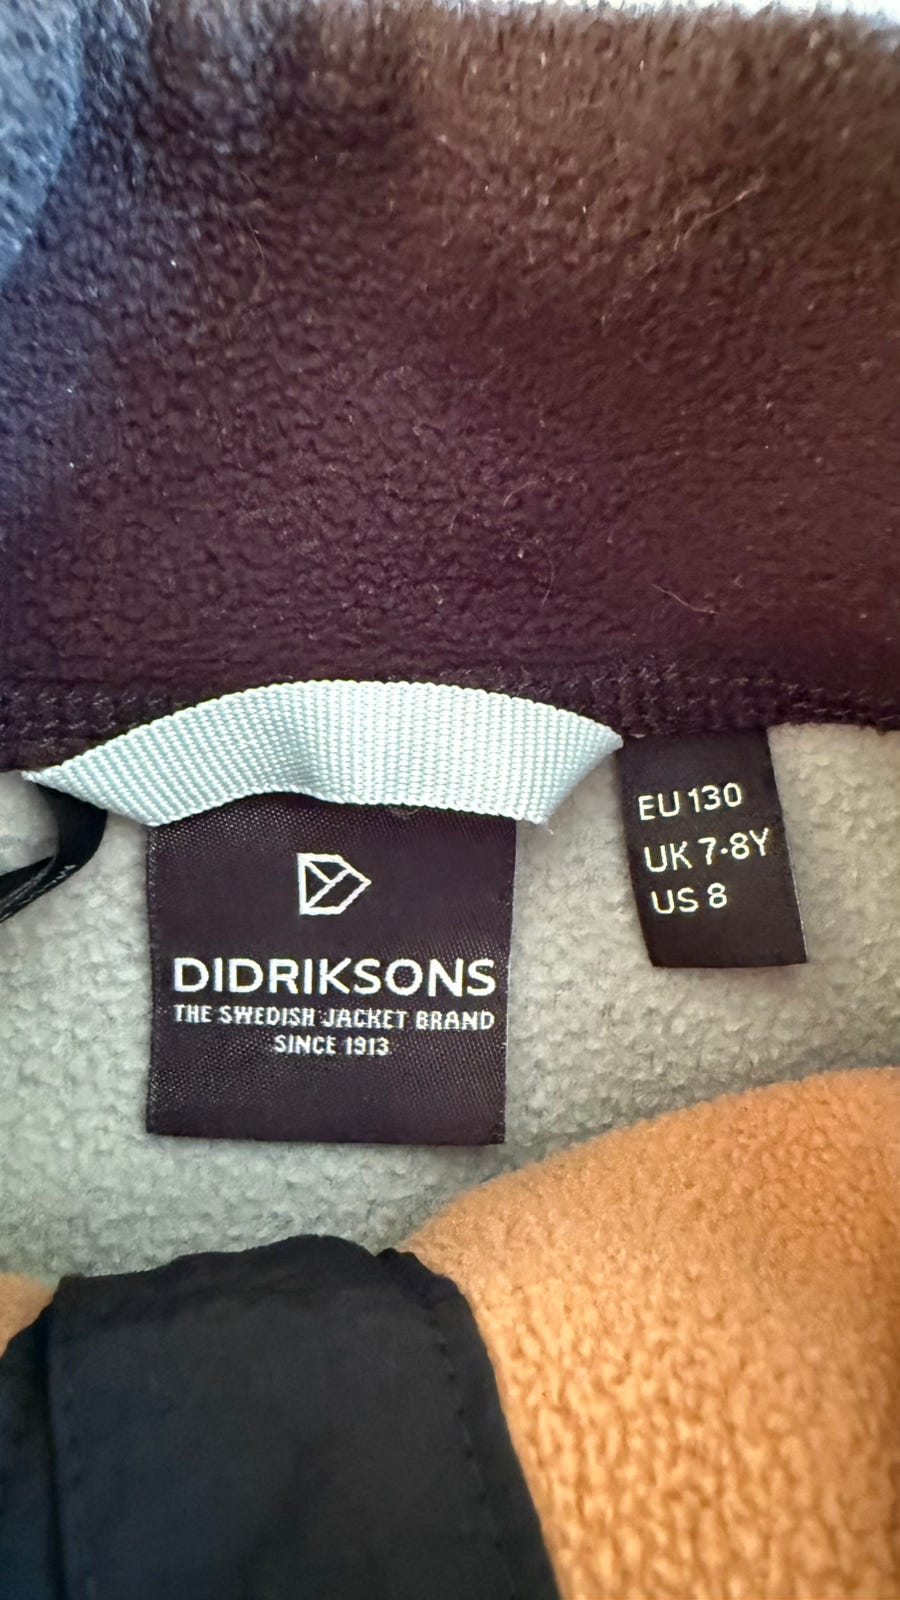 DIDRIKSONS
THE SWEDISH JACKET BRAND
SINCE 1913
EU 130
UK 7-8Y
US 8